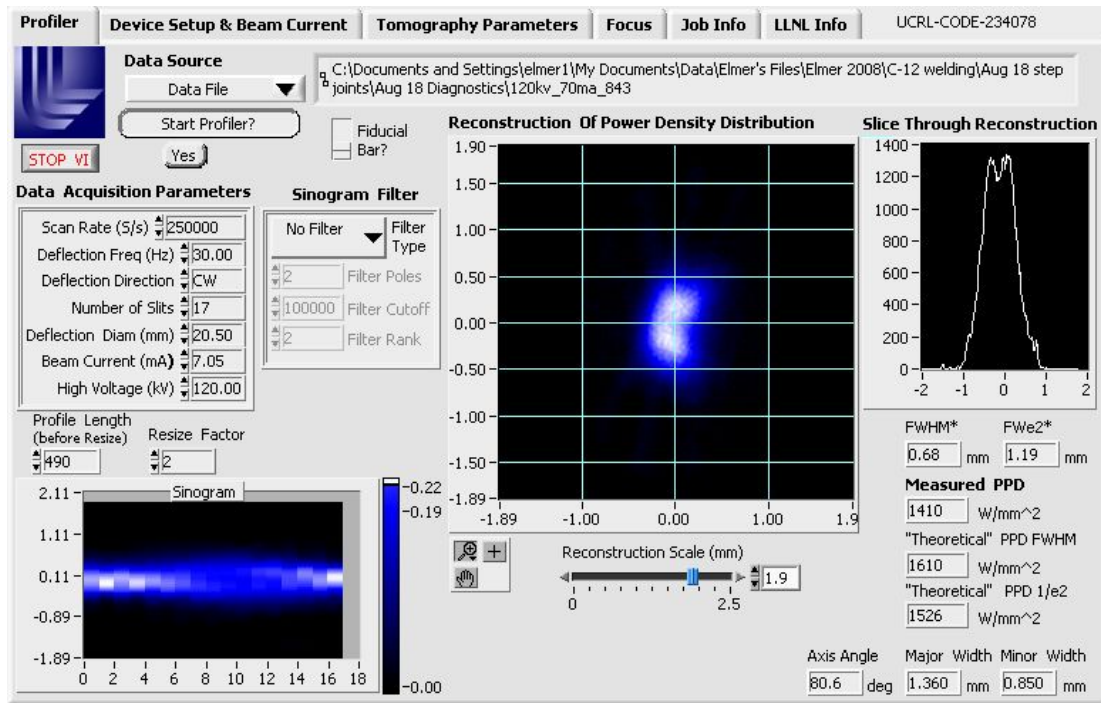 Profiler
Device Setup & Beam Current
Tomography Parameters
Focus
Job Info
LLNL Info
UCRL-CODE-234078
Data Source
Data File
C:\Documents and Settings\elmer1\My Documents\Data\Elmer's Files\Elmer 2008\C-12 welding\Aug 18 step
joints\Aug 18 Diagnostics\120kv_70ma_843
Start Profiler?
Yes
STOP VI
Fiducial
Bar?
Data Acquisition Parameters
Scan Rate (S/s) 250000
Deflection Freq (Hz) 30.00
Deflection Direction CW
Number of Slits 17
Deflection Diam (mm) 20.50
Beam Current (mA) 7.05
High Voltage (kV) 120.00
Sinogram Filter
No Filter
Filter
Type
2 Filter Poles
100000 Filter Cutoff
2 Filter Rank
Profile Length
(before Resize)
490
Resize Factor
2
Sinogram
2.11
1.11
0.11
-0.89
-1.89
0 2 4 6 8 10 12 14 16 18
-0.22
-0.19
-0.00
Reconstruction Of Power Density Distribution
1.90
1.50
1.00
0.50
0.00
-0.50
-1.00
-1.50
-1.89
-1.89 -1.00 0.00 1.00 1.9
Reconstruction Scale (mm)
0 2.5
1.9
Slice Through Reconstruction
1400
1200
1000
800
600
400
200
0
-2 -1 0 1 2
FWHM* FWe2*
0.68 mm 1.19 mm
Measured PPD
1410 W/mm^2
"Theoretical" PPD FWHM
1610 W/mm^2
"Theoretical" PPD 1/e2
1526 W/mm^2
Axis Angle Major Width Minor Width
80.6 deg 1.360 mm 0.850 mm